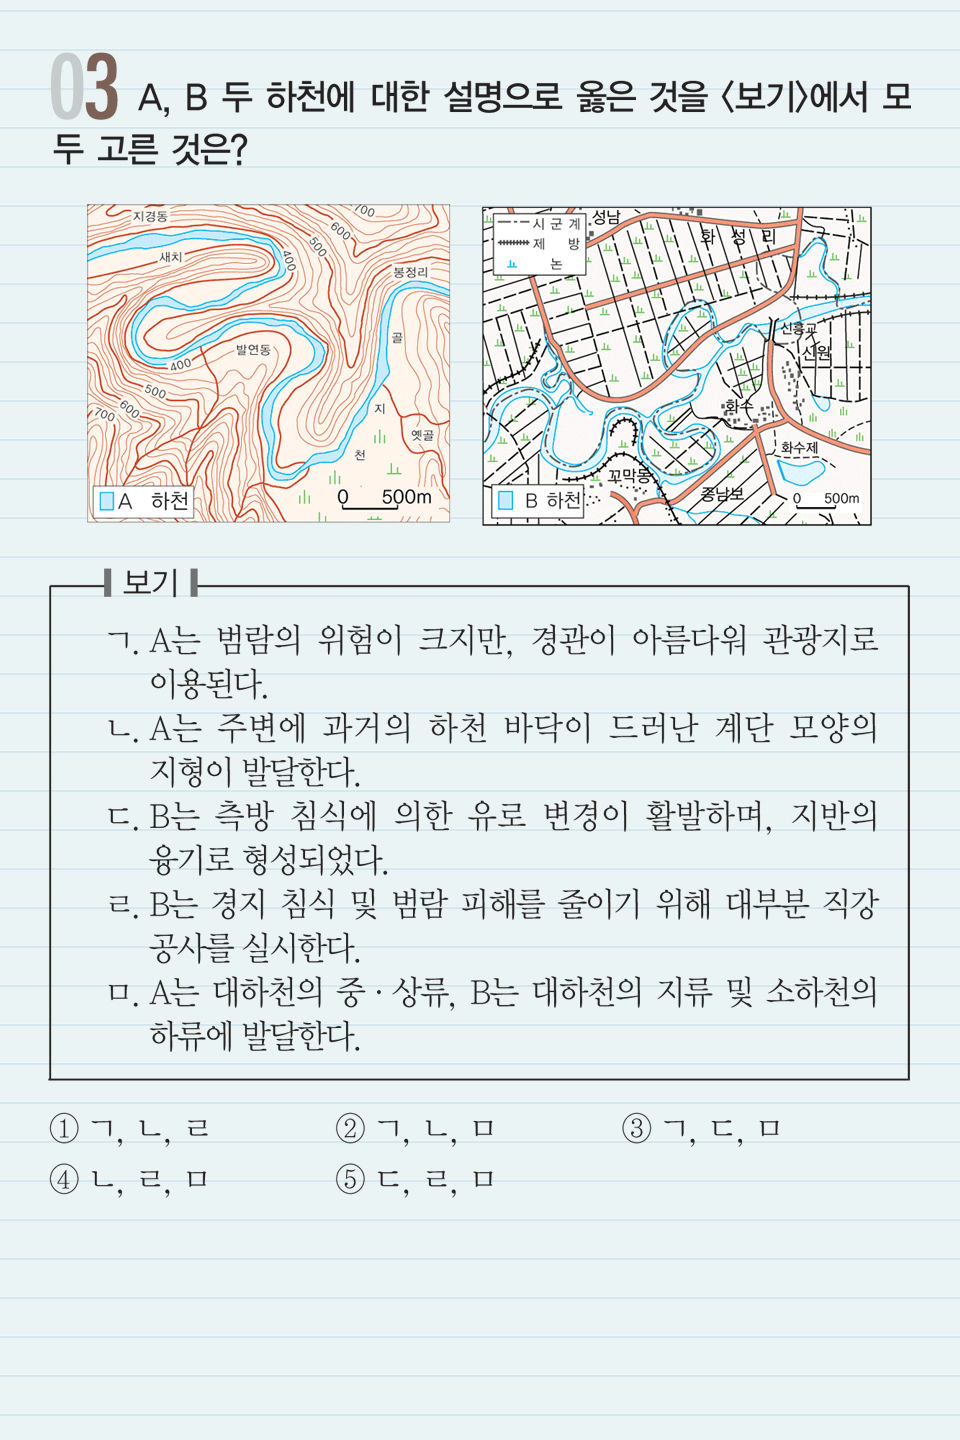 03 A, B 두 하천에 대한 설명으로 옳은 것을 〈보기〉에서 모
두 고른 것은?
지경동
700
600
500
400
새치
봉정리
골
발연동
400
500
600
700
지
옛골
천
A 하천
0 500m
시 군 계
제 방
논
성남
화 성 리
신흥교
신원
화수
화수제
꼬막동
종남보
B 하천
0 500m
보기
ㄱ. A는 범람의 위험이 크지만, 경관이 아름다워 관광지로
이용된다.
ㄴ. A는 주변에 과거의 하천 바닥이 드러난 계단 모양의
지형이 발달한다.
ㄷ. B는 측방 침식에 의한 유로 변경이 활발하며, 지반의
융기로 형성되었다.
ㄹ. B는 경지 침식 및 범람 피해를 줄이기 위해 대부분 직강
공사를 실시한다.
ㅁ. A는 대하천의 중·상류, B는 대하천의 지류 및 소하천의
하류에 발달한다.
① ㄱ, ㄴ, ㄹ ② ㄱ, ㄴ, ㅁ ③ ㄱ, ㄷ, ㅁ
④ ㄴ, ㄹ, ㅁ ⑤ ㄷ, ㄹ, ㅁ